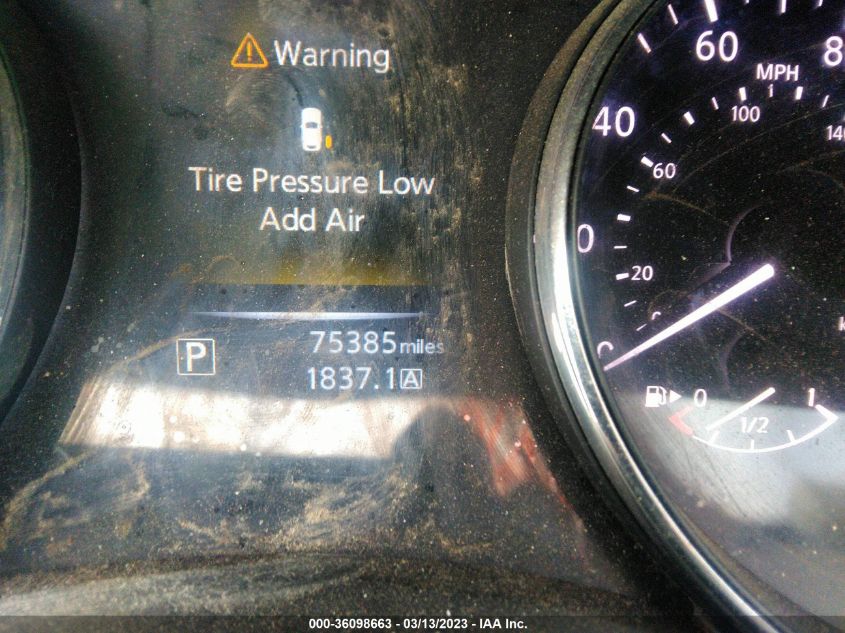 Warning
Tire Pressure Low
Add Air
P
75385 miles
1837.1 A
60
MPH
40
100
60
20
0 1
1/2
000-36098663 - 03/13/2023 - IAA Inc.